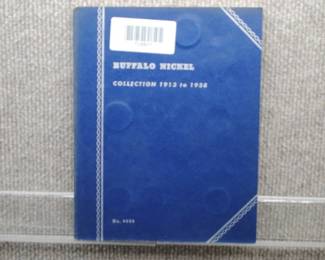 BUFFALO NICKEL
COLLECTION 1913 to 1938